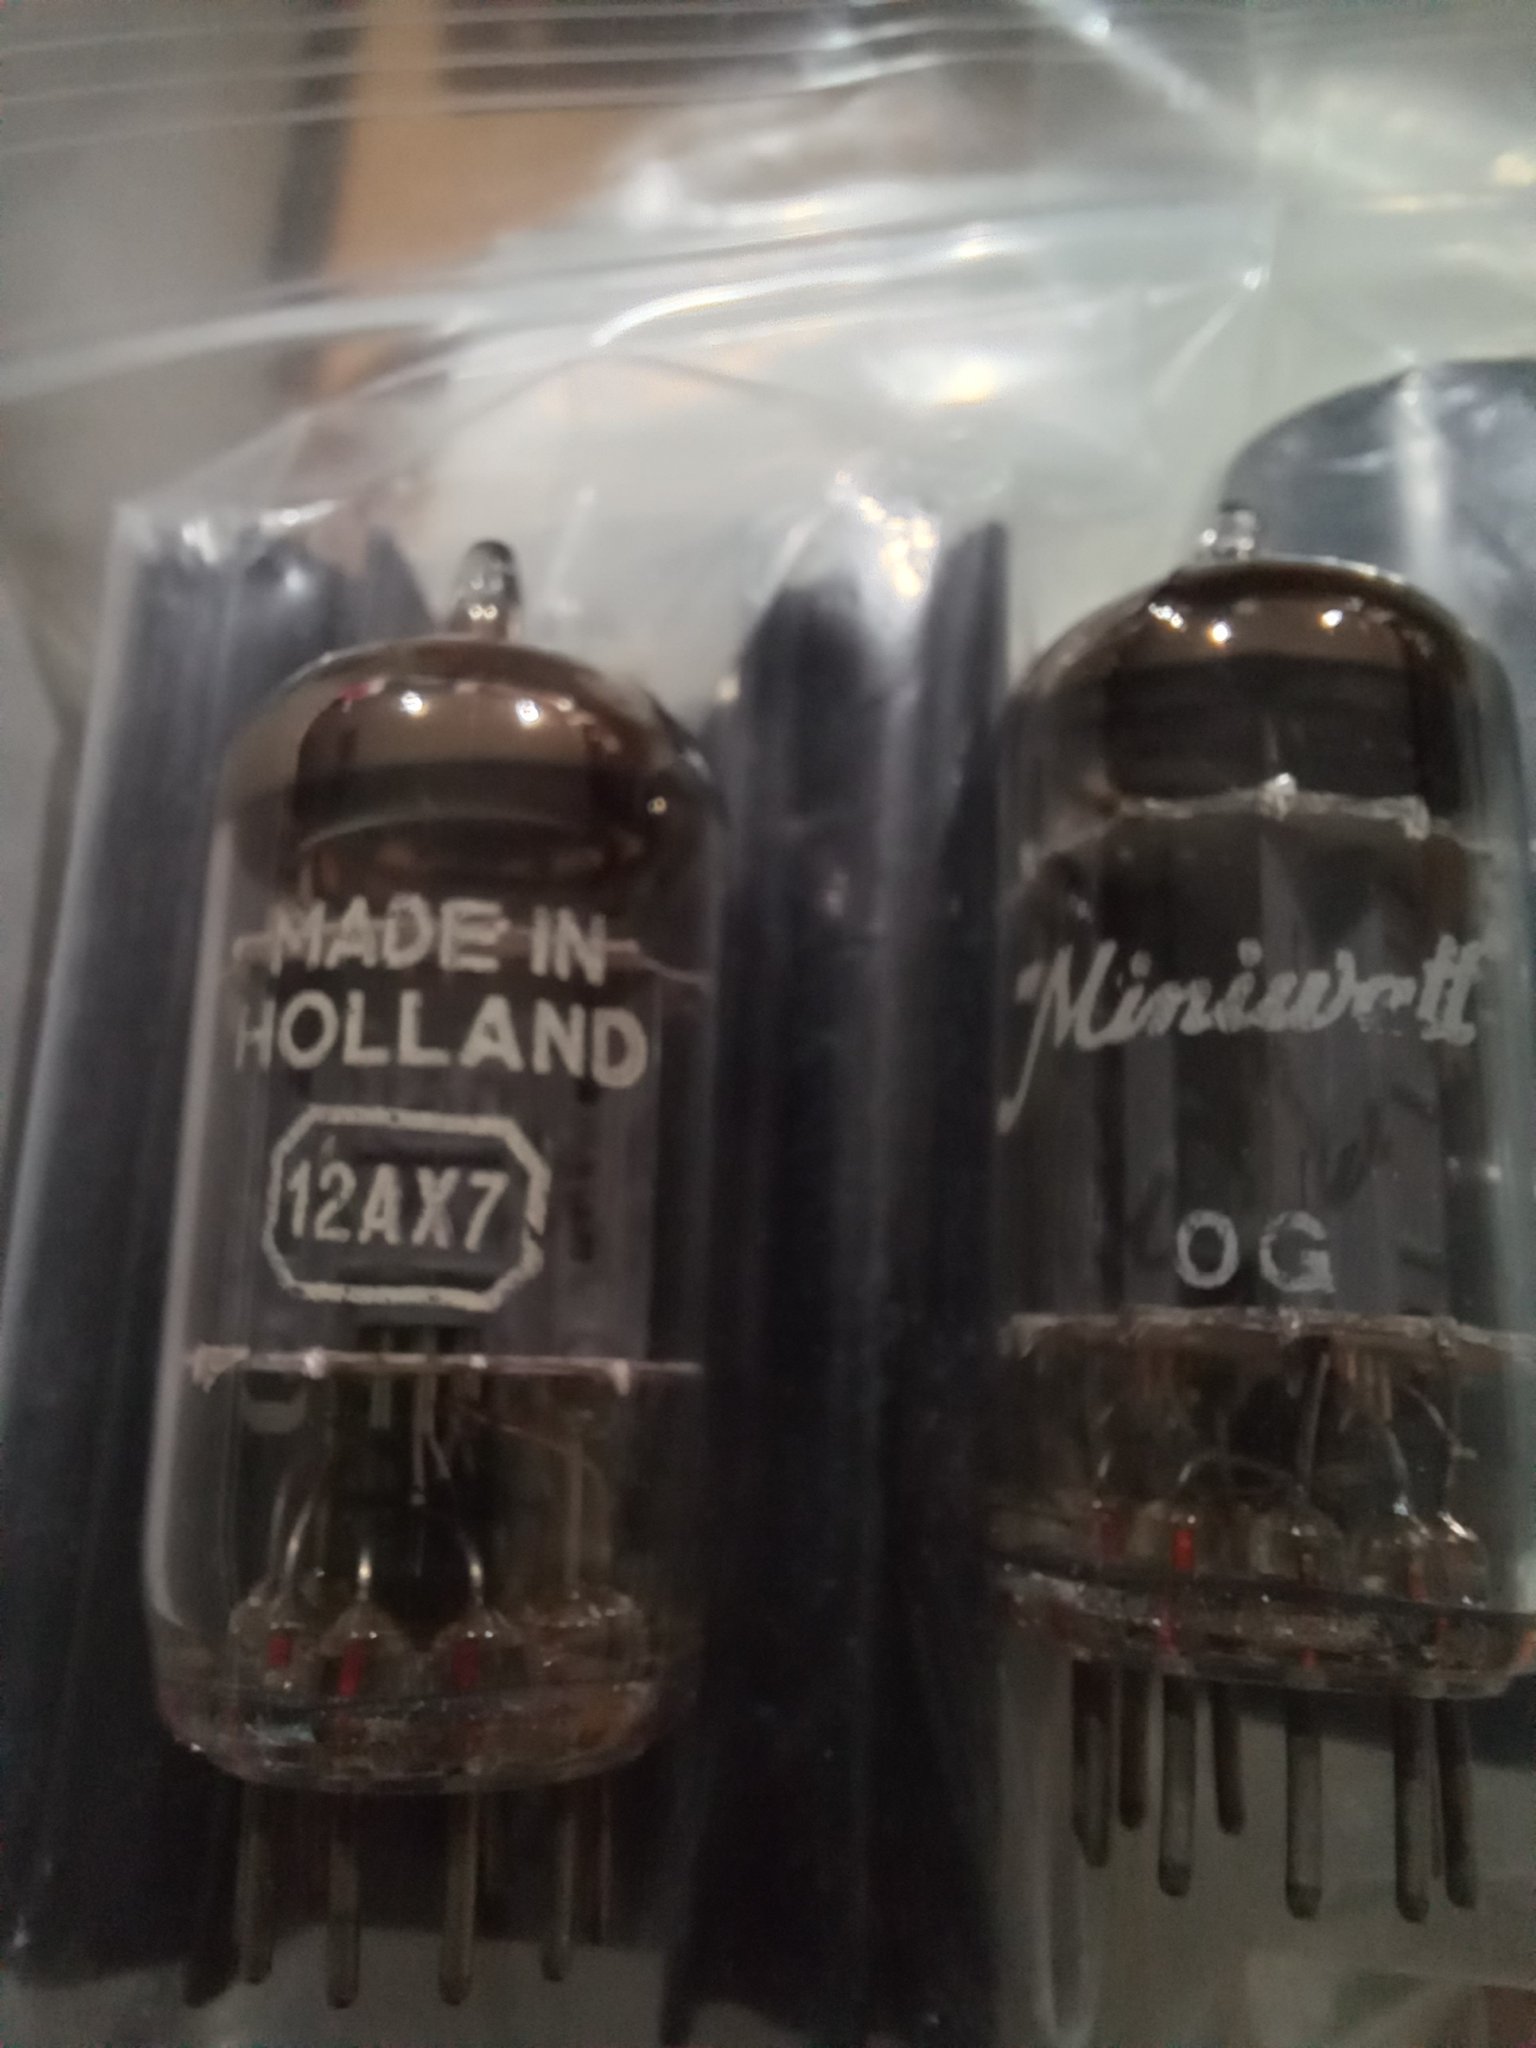 MADE IN
HOLLAND
12AX7
"Miniwatt
OG